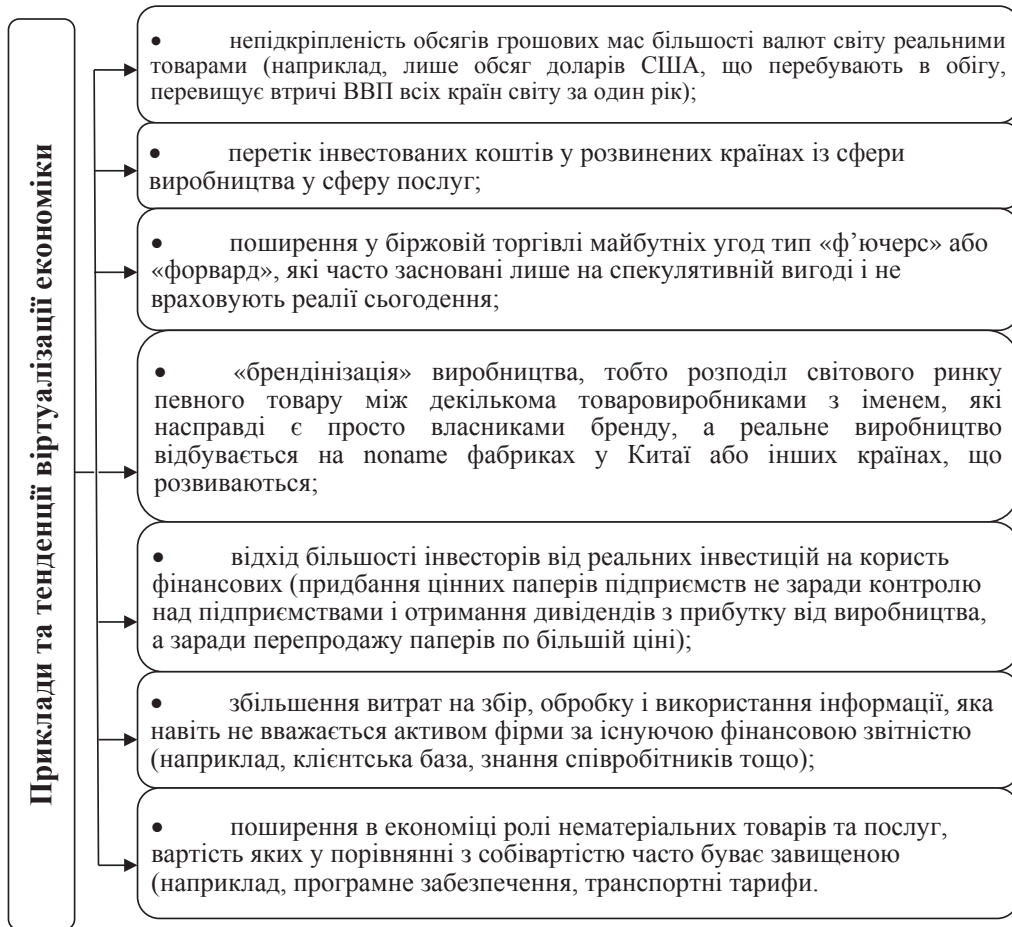 Приклади та тенденції віртуалізації економіки
• непідкріпленість обсягів грошових мас більшості валют світу реальними
товарами (наприклад, лише обсяг доларів США, що перебувають в обігу,
перевищує втричі ВВП всіх країн світу за один рік);
• перетік інвестованих коштів у розвинених країнах із сфери
виробництва у сферу послуг;
• поширення у біржовій торгівлі майбутніх угод тип «ф’ючерс» або
«форвард», які часто засновані лише на спекулятивній вигоді і не
враховують реалії сьогодення;
• «брендінізація» виробництва, тобто розподіл світового ринку
певного товару між декількома товаровиробниками з іменем, які
насправді є просто власниками бренду, а реальне виробництво
відбувається на noname фабриках у Китаї або інших країнах, що
розвиваються;
• відхід більшості інвесторів від реальних інвестицій на користь
фінансових (придбання цінних паперів підприємств не заради контролю
над підприємствами і отримання дивідендів з прибутку від виробництва,
а заради перепродажу паперів по більшій ціні);
• збільшення витрат на збір, обробку і використання інформації, яка
навіть не вважається активом фірми за існуючою фінансовою звітністю
(наприклад, клієнтська база, знання співробітників тощо);
• поширення в економіці ролі нематеріальних товарів та послуг,
вартість яких у порівнянні з собівартістю часто буває завищеною
(наприклад, програмне забезпечення, транспортні тарифи.